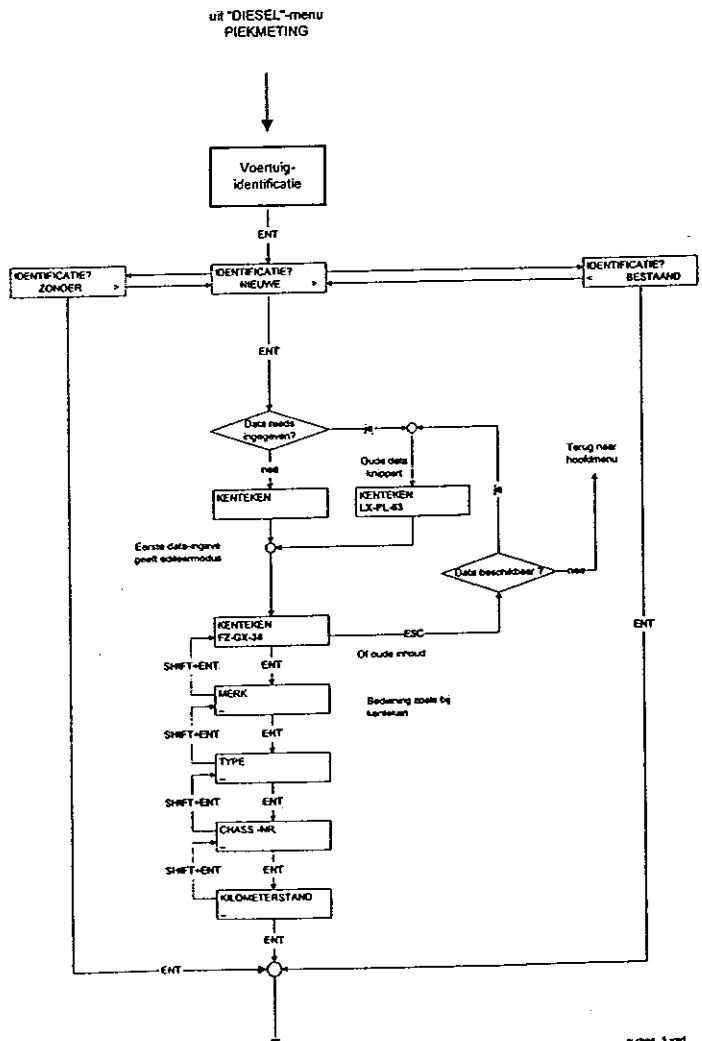 uit "DIESEL"-menu
PIEKMETING
Voertuig-
identificatie
ENT
IDENTIFICATIE?
ZONDER >
IDENTIFICATIE?
NIEUWE >
IDENTIFICATIE?
< BESTAAND
ENT
Data reeds
ingegeven?
ja
nee
Oude data
knippert
ja
Terug naar
hoofdmenu
KENTEKEN
KENTEKEN
LX-PL-63
Eerste data-ingave
geeft editeermodus
Data beschikbaar ?
nee
ENT
KENTEKEN
FZ-GX-34
ESC
Of oude inhoud
SHIFT+ENT
ENT
MERK
_
Bediening zoals bij
kenteken
SHIFT+ENT
ENT
TYPE
_
SHIFT+ENT
ENT
CHASS -NR.
_
SHIFT+ENT
ENT
KILOMETERSTAND
_
ENT
ENT
ENT